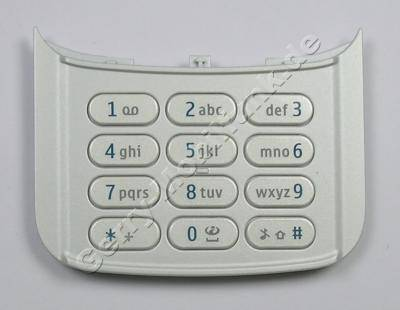 1
2 abc
def 3
4 ghi
5 jkl
mno 6
7 pqrs
8 tuv
wxyz 9
* +
0
#